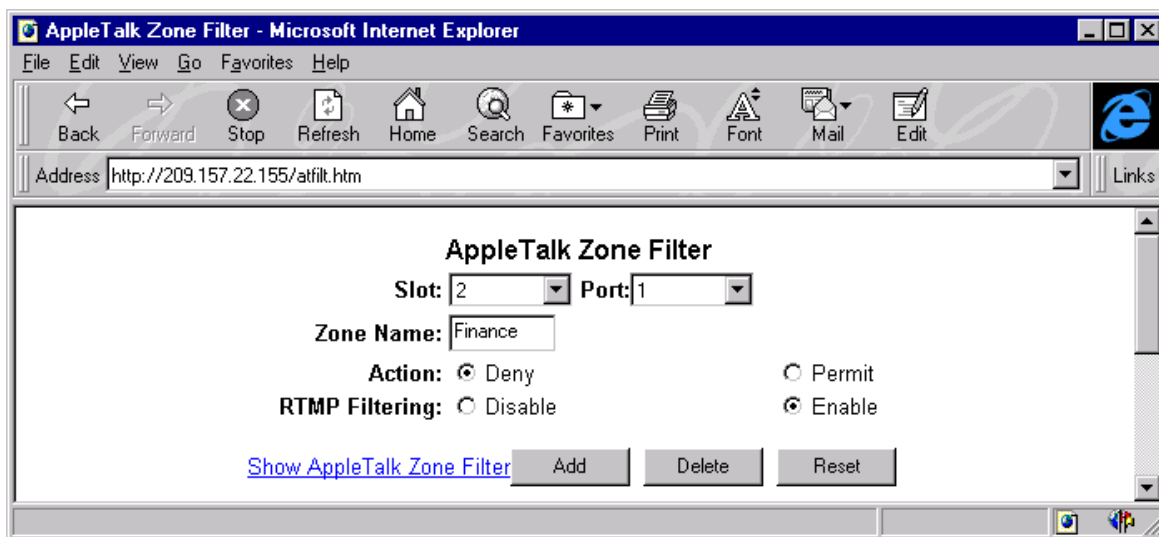 AppleTalk Zone Filter - Microsoft Internet Explorer
File Edit View Go Favorites Help
Back Forward Stop Refresh Home Search Favorites Print Font Mail Edit
Address http://209.157.22.155/atfilt.htm Links
AppleTalk Zone Filter
Slot: 2 Port: 1
Zone Name: Finance
Action: Deny Permit
RTMP Filtering: Disable Enable
Show AppleTalk Zone Filter Add Delete Reset